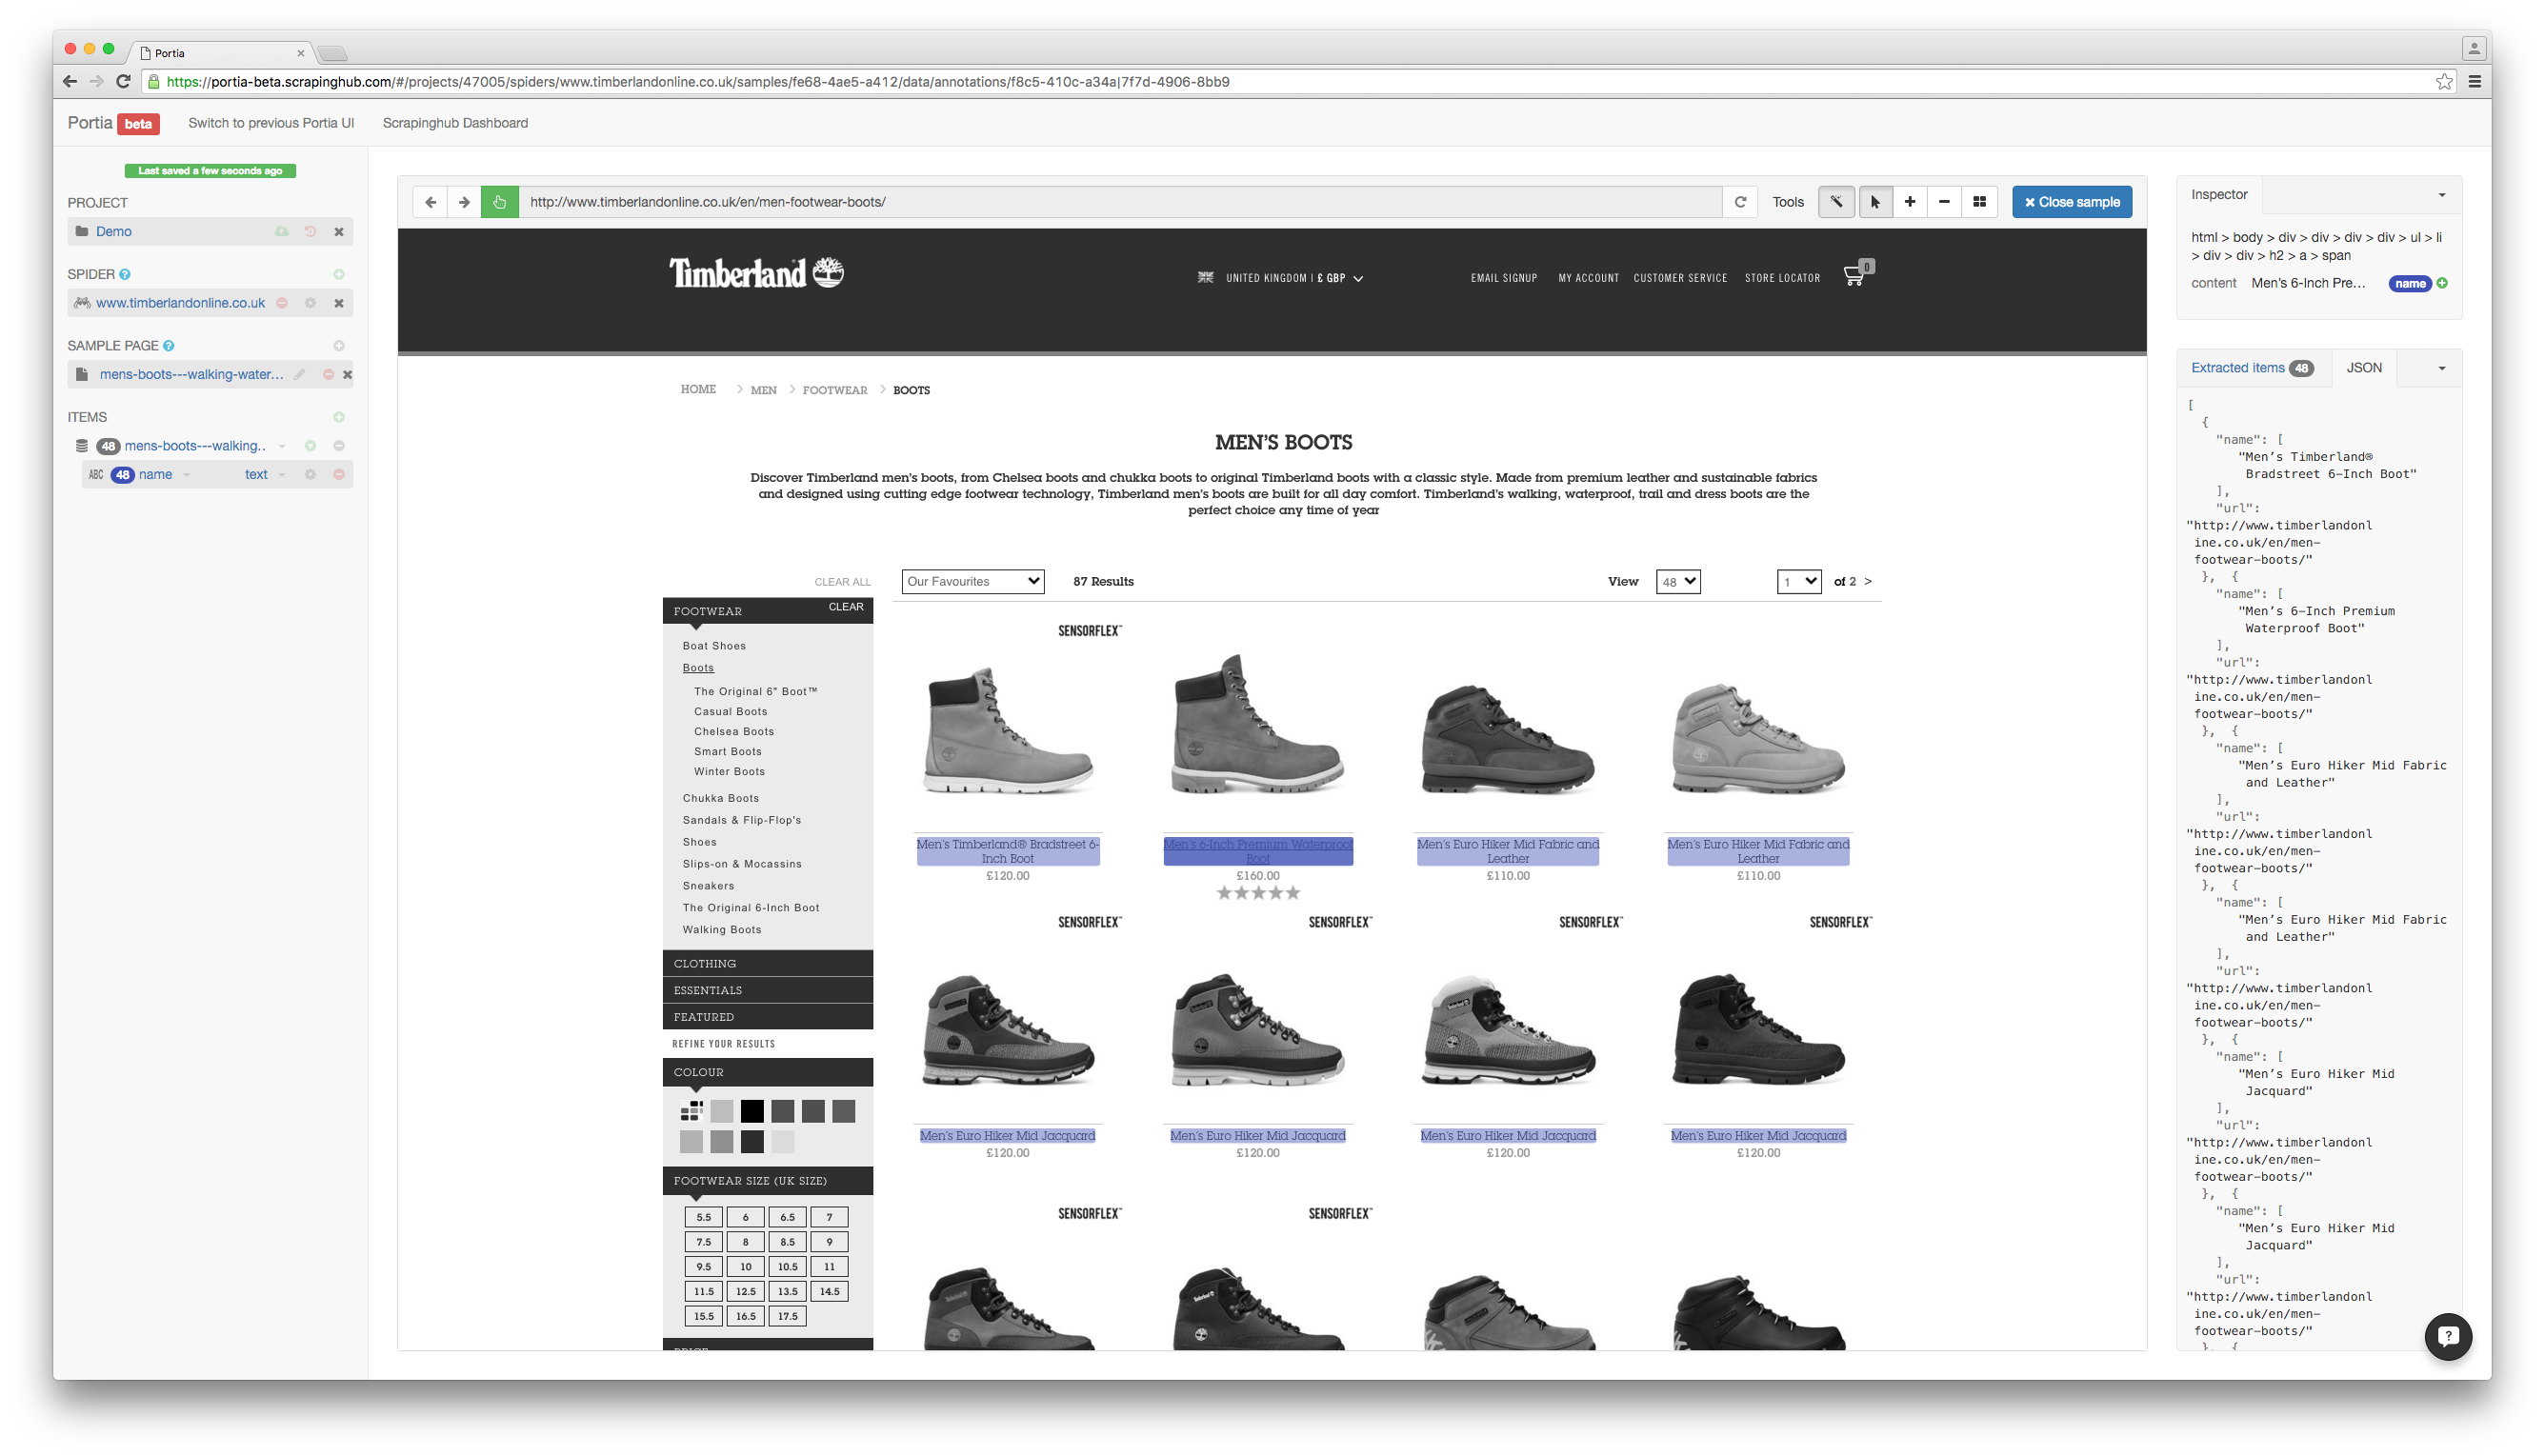 Portia
https://portia-beta.scrapinghub.com/#/projects/47005/spiders/www.timberlandonline.co.uk/samples/fe68-4ae5-a412/data/annotations/f8c5-410c-a34a|7f7d-4906-8bb9
Portia beta Switch to previous Portia UI Scrapinghub Dashboard
Last saved a few seconds ago
PROJECT
Demo
SPIDER
www.timberlandonline.co.uk
SAMPLE PAGE
mens-boots---walking-water...
ITEMS
48 mens-boots---walking..
ABC 48 name text
http://www.timberlandonline.co.uk/en/men-footwear-boots/
Tools
Close sample
Timberland
UNITED KINGDOM | £ GBP
EMAIL SIGNUP MY ACCOUNT CUSTOMER SERVICE STORE LOCATOR 0
HOME > MEN > FOOTWEAR > BOOTS
MEN'S BOOTS
Discover Timberland men's boots, from Chelsea boots and chukka boots to original Timberland boots with a classic style. Made from premium leather and sustainable fabrics
and designed using cutting edge footwear technology, Timberland men's boots are built for all day comfort. Timberland's walking, waterproof, trail and dress boots are the
perfect choice any time of year
CLEAR ALL
Our Favourites 87 Results View 48 1 of 2 >
FOOTWEAR CLEAR
Boat Shoes
Boots
The Original 6" Boot™
Casual Boots
Chelsea Boots
Smart Boots
Winter Boots
Chukka Boots
Sandals & Flip-Flop's
Shoes
Slips-on & Mocassins
Sneakers
The Original 6-Inch Boot
Walking Boots
CLOTHING
ESSENTIALS
FEATURED
REFINE YOUR RESULTS
COLOUR
FOOTWEAR SIZE (UK SIZE)
5.5 6 6.5 7
7.5 8 8.5 9
9.5 10 10.5 11
11.5 12.5 13.5 14.5
15.5 16.5 17.5
SENSORFLEX™
Men's Timberland® Bradstreet 6-
Inch Boot
£120.00
Men's 6-Inch Premium Waterproof
Boot
£160.00
Men's Euro Hiker Mid Fabric and
Leather
£110.00
Men's Euro Hiker Mid Fabric and
Leather
£110.00
SENSORFLEX™ SENSORFLEX™ SENSORFLEX™ SENSORFLEX™
Men's Euro Hiker Mid Jacquard Men's Euro Hiker Mid Jacquard Men's Euro Hiker Mid Jacquard Men's Euro Hiker Mid Jacquard
£120.00 £120.00 £120.00 £120.00
SENSORFLEX™ SENSORFLEX™
Inspector
html > body > div > div > div > div > ul > li
> div > div > h2 > a > span
content Men's 6-Inch Pre... name
Extracted items 48 JSON
[
{
"name": [
"Men's Timberland®
Bradstreet 6-Inch Boot"
],
"url":
"http://www.timberlandonl
ine.co.uk/en/men-
footwear-boots/"
}, {
"name": [
"Men's 6-Inch Premium
Waterproof Boot"
],
"url":
"http://www.timberlandonl
ine.co.uk/en/men-
footwear-boots/"
}, {
"name": [
"Men's Euro Hiker Mid Fabric
and Leather"
],
"url":
"http://www.timberlandonl
ine.co.uk/en/men-
footwear-boots/"
}, {
"name": [
"Men's Euro Hiker Mid Fabric
and Leather"
],
"url":
"http://www.timberlandonl
ine.co.uk/en/men-
footwear-boots/"
}, {
"name": [
"Men's Euro Hiker Mid
Jacquard"
],
"url":
"http://www.timberlandonl
ine.co.uk/en/men-
footwear-boots/"
}, {
"name": [
"Men's Euro Hiker Mid
Jacquard"
],
"url":
"http://www.timberlandonl
ine.co.uk/en/men-
footwear-boots/"
}, {